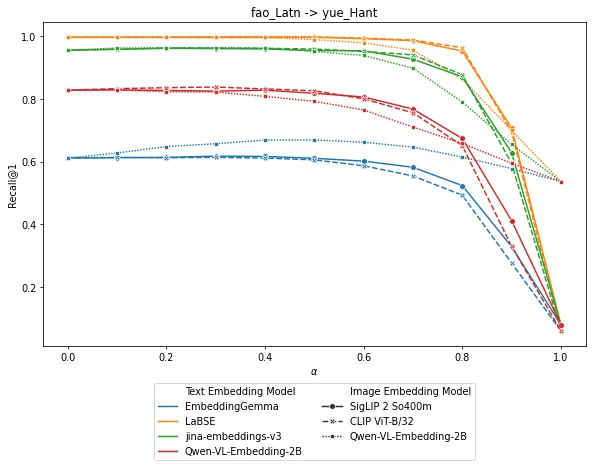 fao_Latn -> yue_Hant
Recall@1
1.0
0.8
0.6
0.4
0.2
0.0 0.2 0.4 0.6 0.8 1.0
α
Text Embedding Model Image Embedding Model
EmbeddingGemma SigLIP 2 So400m
LaBSE CLIP ViT-B/32
jina-embeddings-v3 Qwen-VL-Embedding-2B
Qwen-VL-Embedding-2B